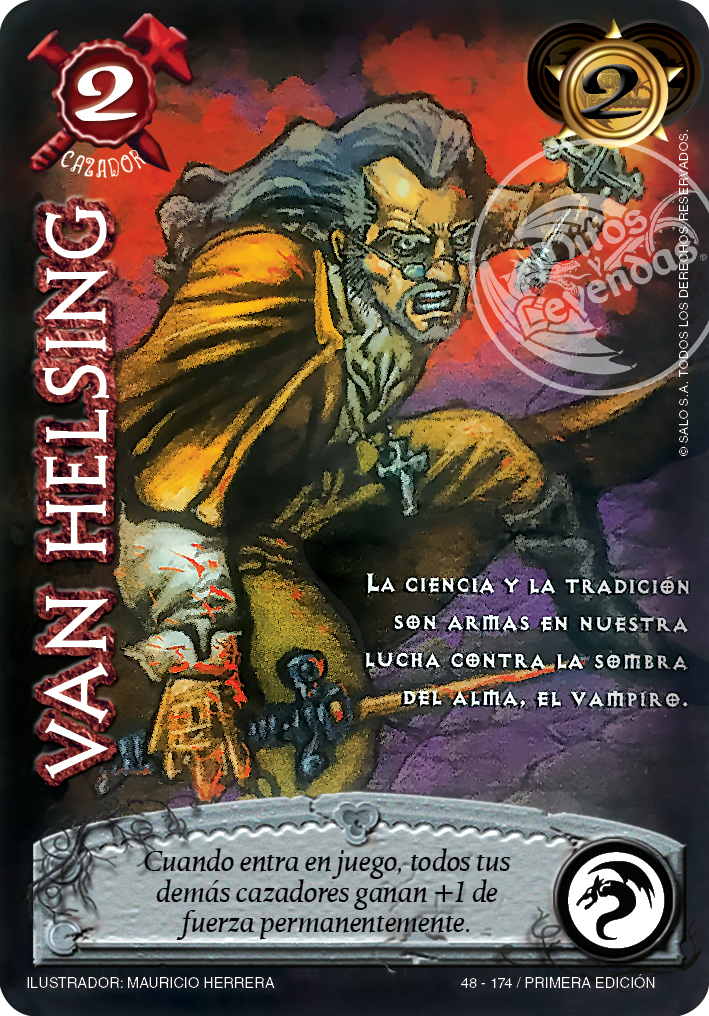 2
CAZADOR
2
VAN HELSING
Mitos
y
Leyendas
®
© SALO S.A. TODOS LOS DERECHOS RESERVADOS.
LA CIENCIA Y LA TRADICIÓN
SON ARMAS EN NUESTRA
LUCHA CONTRA LA SOMBRA
DEL ALMA, EL VAMPIRO.
Cuando entra en juego, todos tus
demás cazadores ganan +1 de
fuerza permanentemente.
ILUSTRADOR: MAURICIO HERRERA
48 - 174 / PRIMERA EDICIÓN